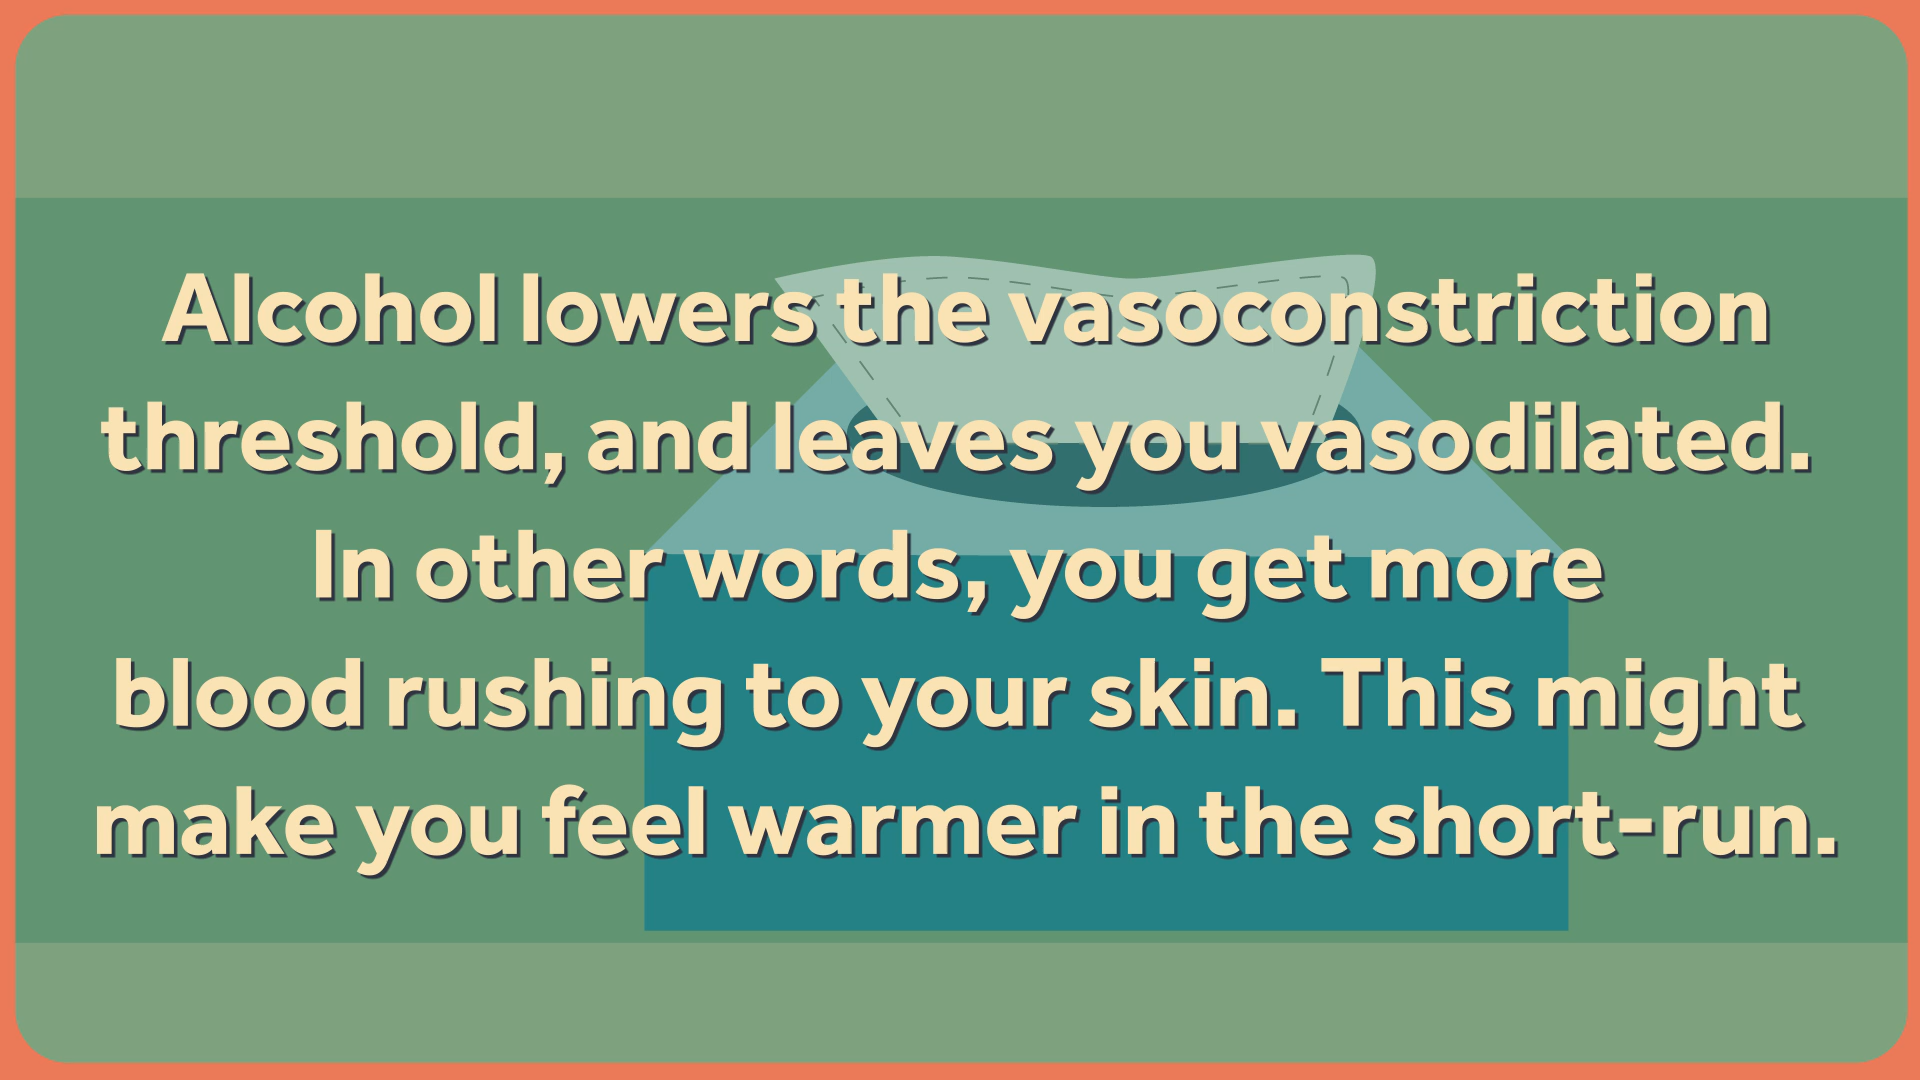 Alcohol lowers the vasoconstriction
threshold, and leaves you vasodilated.
In other words, you get more
blood rushing to your skin. This might
make you feel warmer in the short-run.